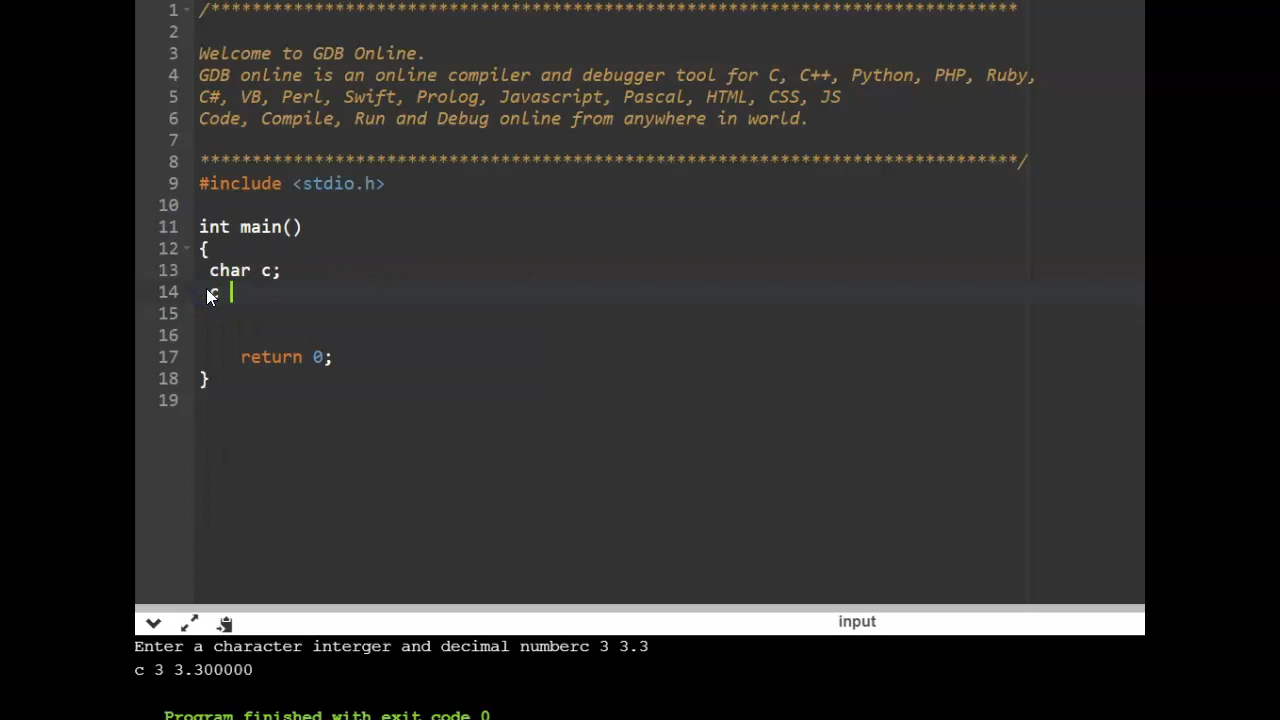 1 /******************************************************************************
2
3 Welcome to GDB Online.
4 GDB online is an online compiler and debugger tool for C, C++, Python, PHP, Ruby,
5 C#, VB, Perl, Swift, Prolog, Javascript, Pascal, HTML, CSS, JS
6 Code, Compile, Run and Debug online from anywhere in world.
7
8 *******************************************************************************/
9 #include <stdio.h>
10
11 int main()
12 {
13 char c;
14 c
15
16
17 return 0;
18 }
19
input
Enter a character interger and decimal numberc 3 3.3
c 3 3.300000
Program finished with exit code 0